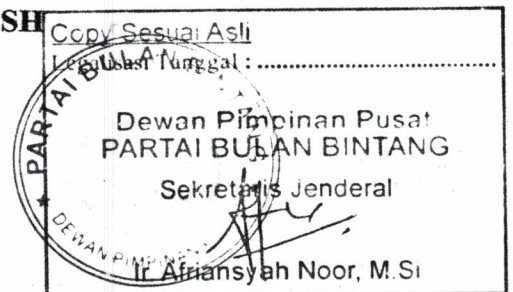 SH
Copy Sesuai Asli
Legalisasi Tunggal : ........................................
Dewan Pimpinan Pusat
PARTAI BULAN BINTANG
Sekretaris Jenderal
Ir. Afriansyah Noor, M.Si
PARTAI BULAN
DEWAN PIMPINAN